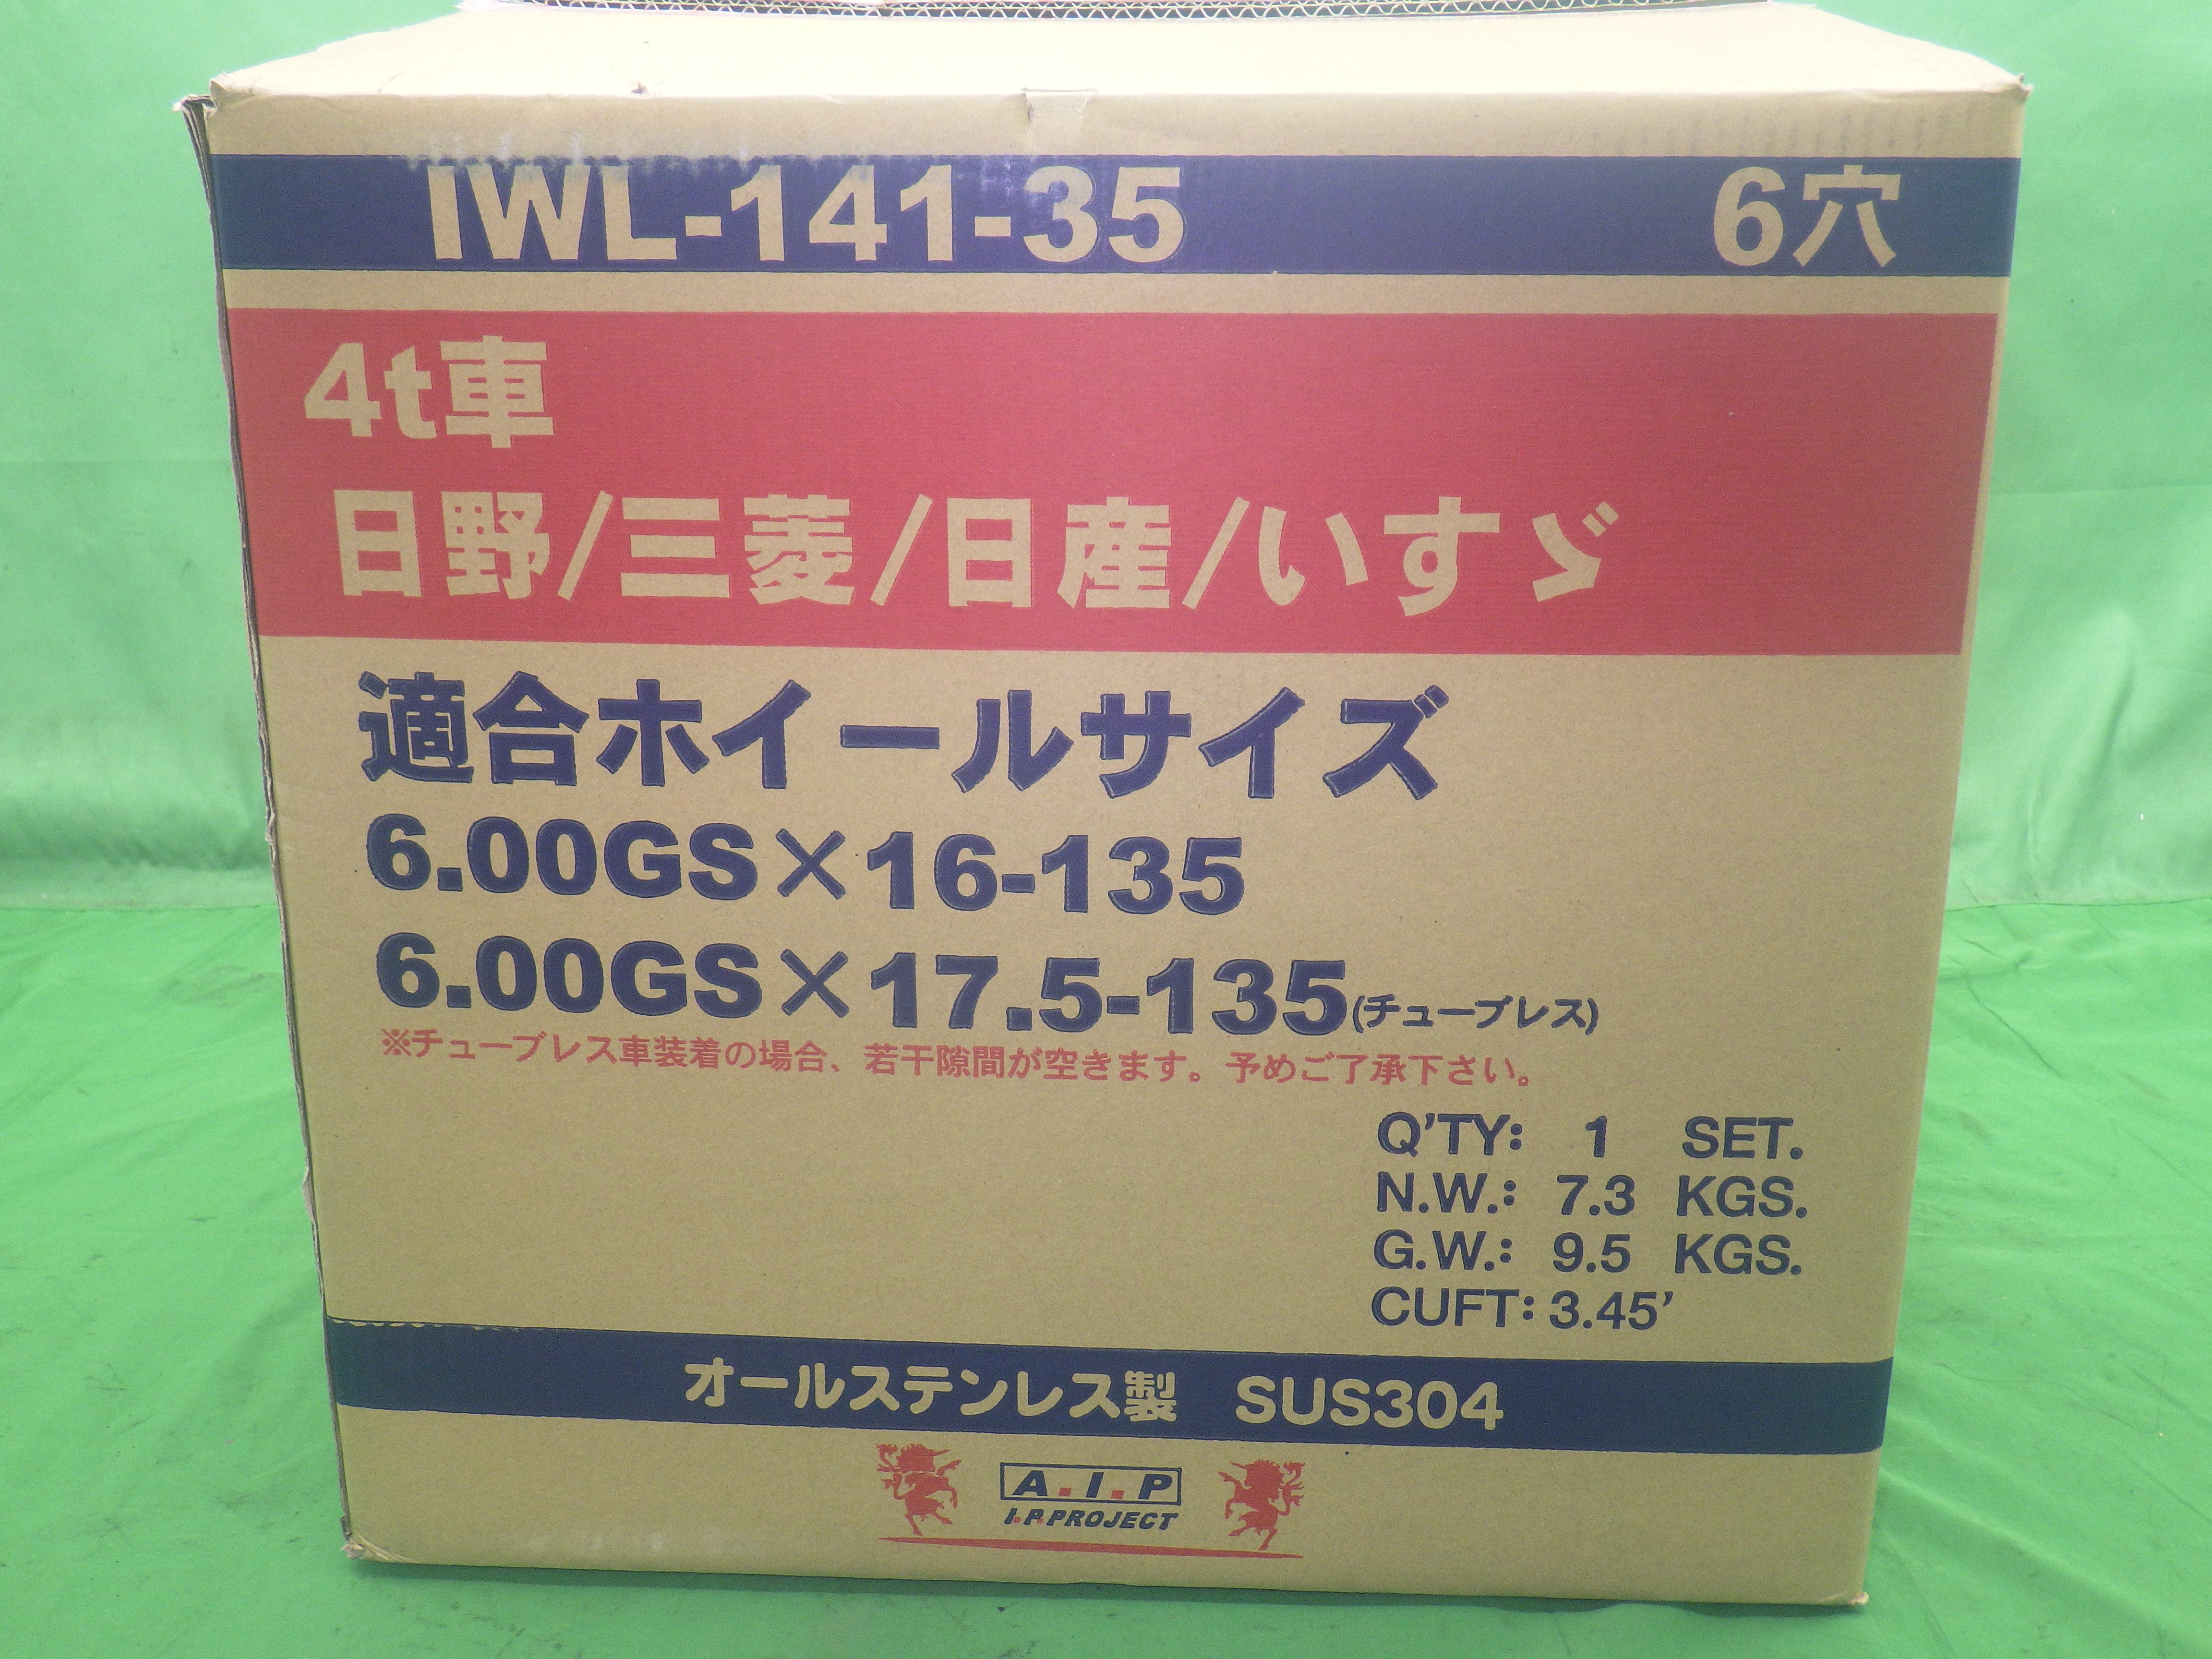 IWL-141-35 6穴
4t車
日野/三菱/日産/いすゞ
適合ホイールサイズ
6.00GS×16-135
6.00GS×17.5-135(チューブレス)
※チューブレス車装着の場合、若干隙間が空きます。予めご了承下さい。
Q'TY: 1 SET.
N.W.: 7.3 KGS.
G.W.: 9.5 KGS.
CUFT: 3.45'
オールステンレス製 SUS304
A.I.P
I.P.PROJECT